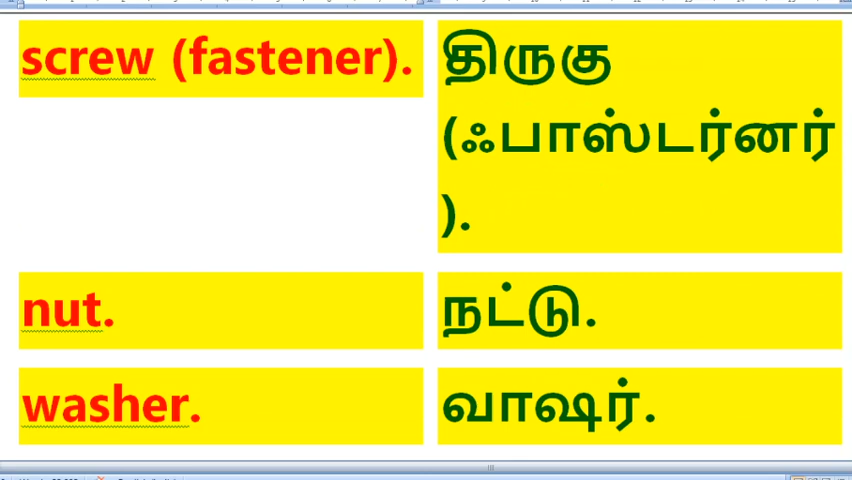 screw (fastener).
திருகு
(ஃபாஸ்டர்னர்
).
nut.
நட்டு.
washer.
வாஷர்.